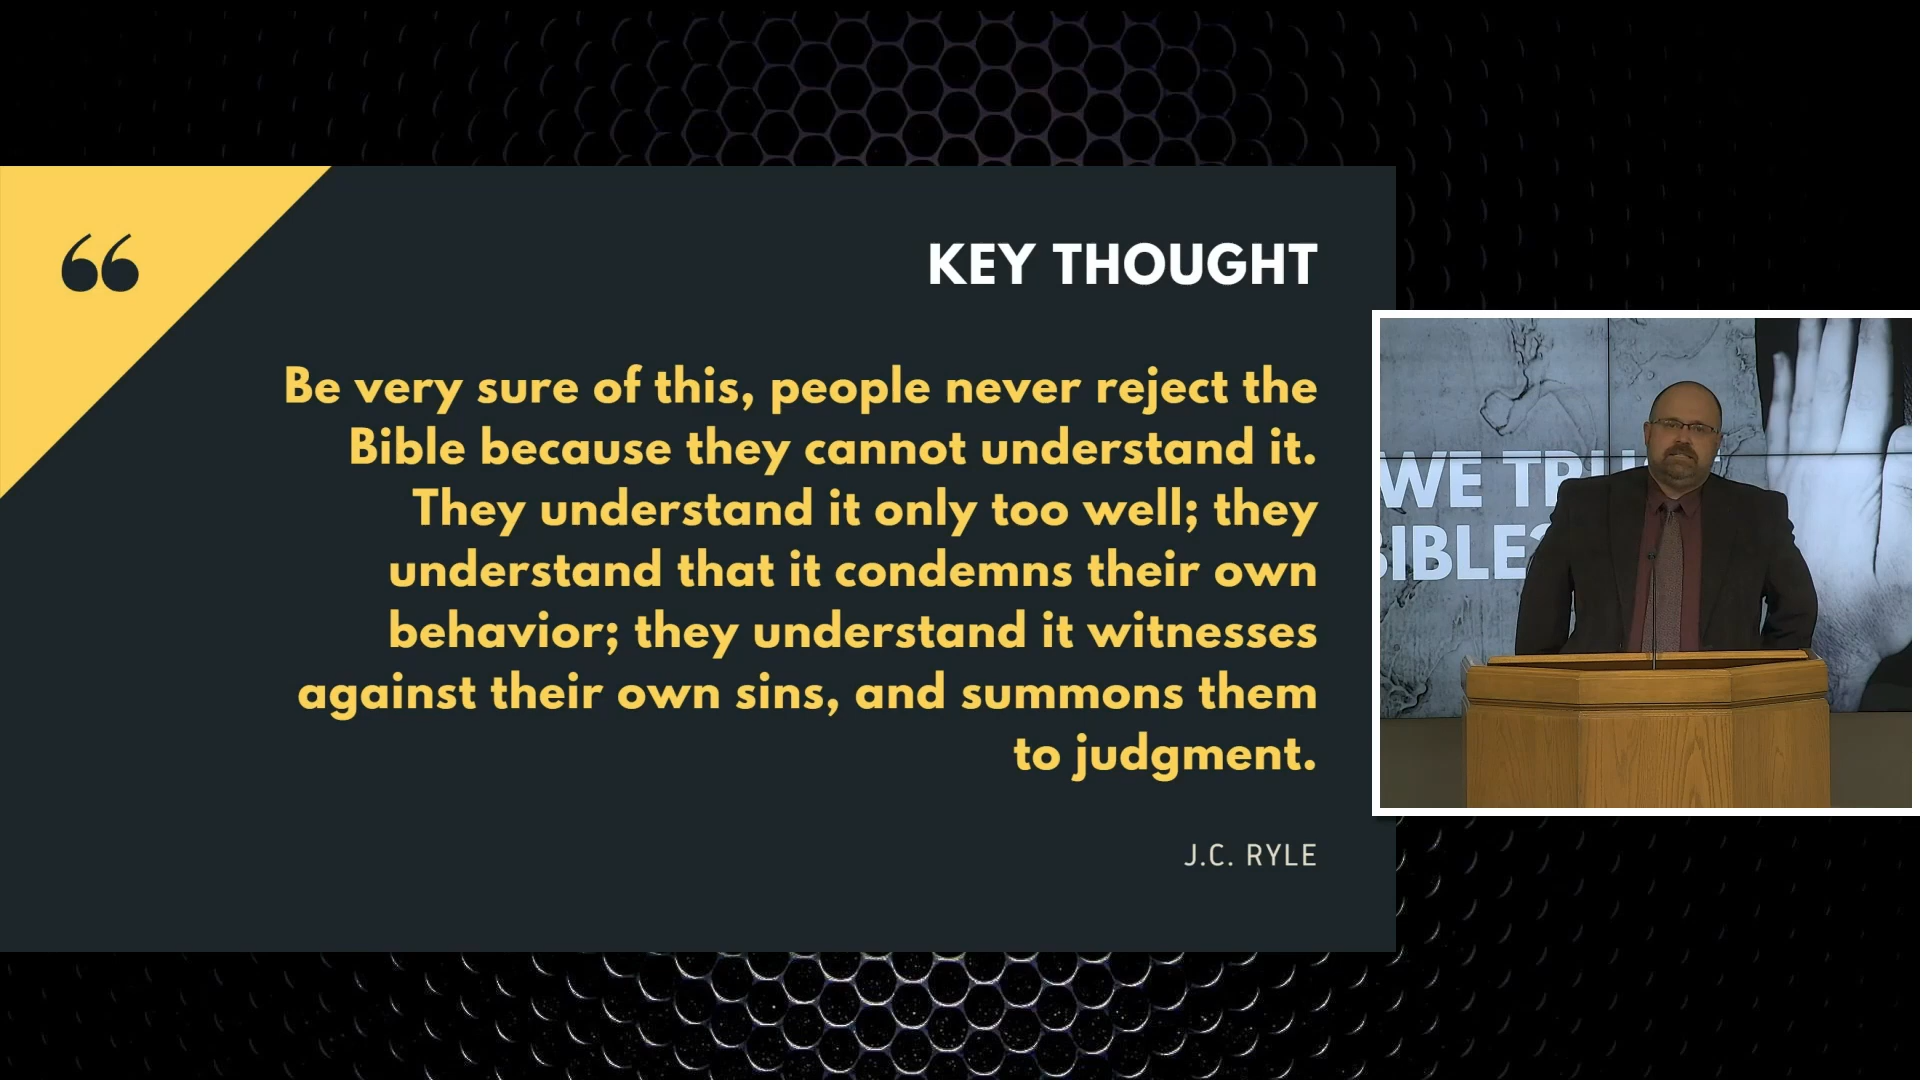 “
KEY THOUGHT
Be very sure of this, people never reject the
Bible because they cannot understand it.
They understand it only too well; they
understand that it condemns their own
behavior; they understand it witnesses
against their own sins, and summons them
to judgment.
J.C. RYLE
WE
BIBLE?